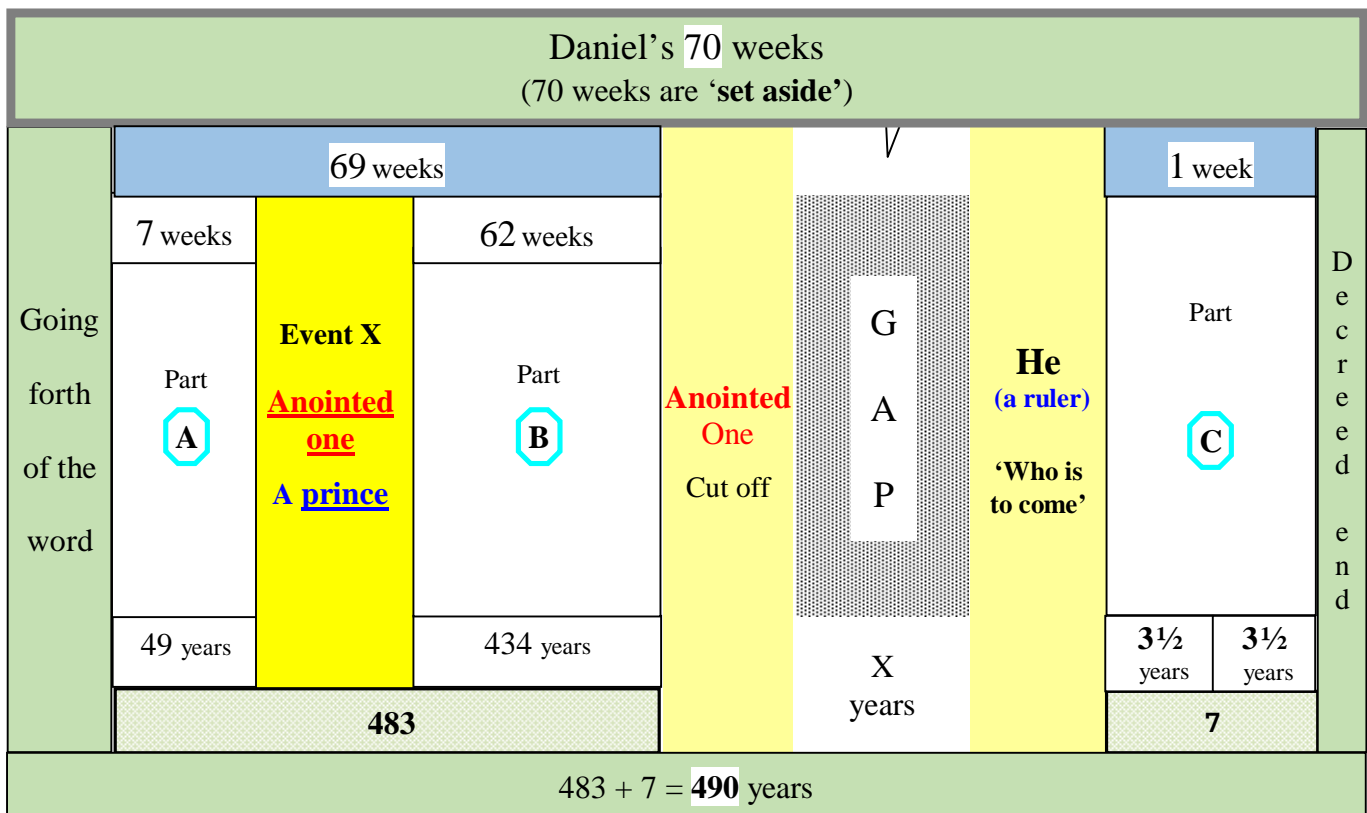 Daniel’s 70 weeks
(70 weeks are ‘set aside’)
69 weeks
1 week
7 weeks
62 weeks
Going
forth
of the
word
Part
A
Event X
Anointed
one
A prince
Part
B
Anointed
One
Cut off
G
A
P
He
(a ruler)
‘Who is
to come’
Part
C
D
e
c
r
e
e
d
e
n
d
49 years
434 years
X
years
3½
years
3½
years
483
7
483 + 7 = 490 years